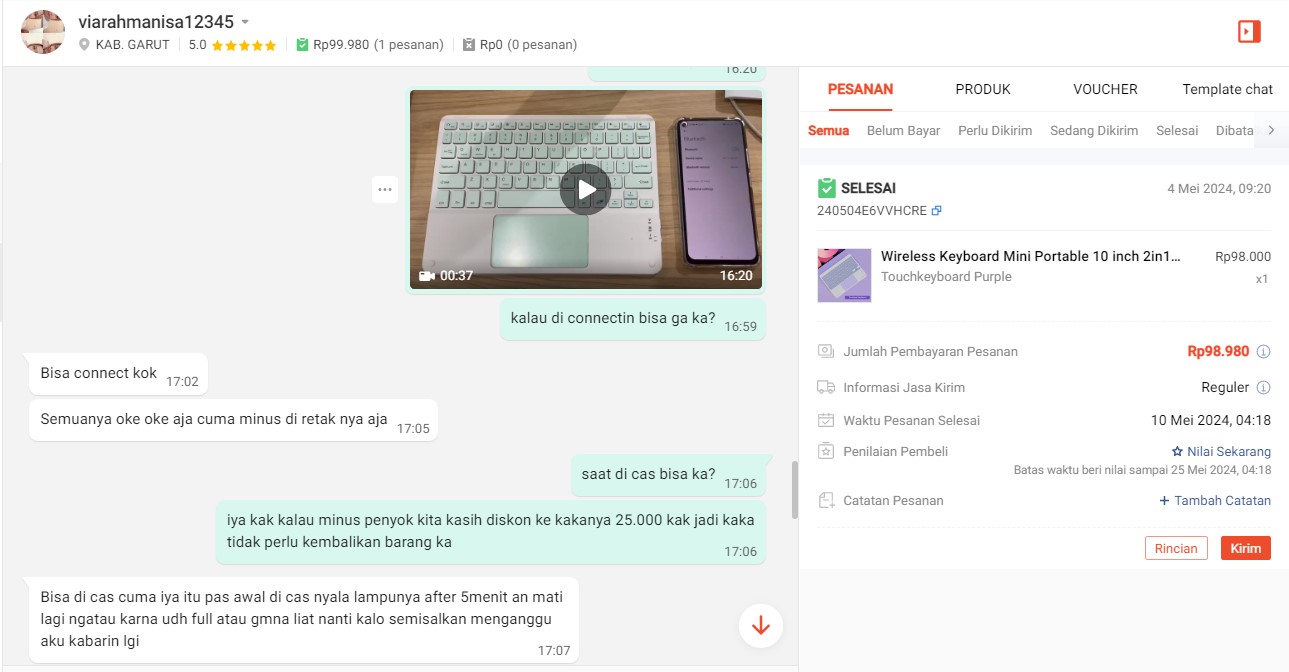 viarahmanisa12345
KAB. GARUT 5.0 Rp99.980 (1 pesanan) Rp0 (0 pesanan)
16:20
00:37 16:20
kalau di connectin bisa ga ka? 16:59
Bisa connect kok 17:02
Semuanya oke oke aja cuma minus di retak nya aja 17:05
saat di cas bisa ka? 17:06
iya kak kalau minus penyok kita kasih diskon ke kakanya 25.000 kak jadi kaka
tidak perlu kembalikan barang ka
17:06
Bisa di cas cuma iya itu pas awal di cas nyala lampunya after 5menit an mati
lagi ngatau karna udh full atau gmna liat nanti kalo semisalkan menganggu
aku kabarin lgi
17:07
PESANAN PRODUK VOUCHER Template chat
Semua Belum Bayar Perlu Dikirim Sedang Dikirim Selesai Dibata
SELESAI 4 Mei 2024, 09:20
240504E6VVHCRE
Wireless Keyboard Mini Portable 10 inch 2in1... Rp98.000
Touchkeyboard Purple x1
Jumlah Pembayaran Pesanan Rp98.980
Informasi Jasa Kirim Reguler
Waktu Pesanan Selesai 10 Mei 2024, 04:18
Penilaian Pembeli Nilai Sekarang
Batas waktu beri nilai sampai 25 Mei 2024, 04:18
Catatan Pesanan + Tambah Catatan
Rincian Kirim